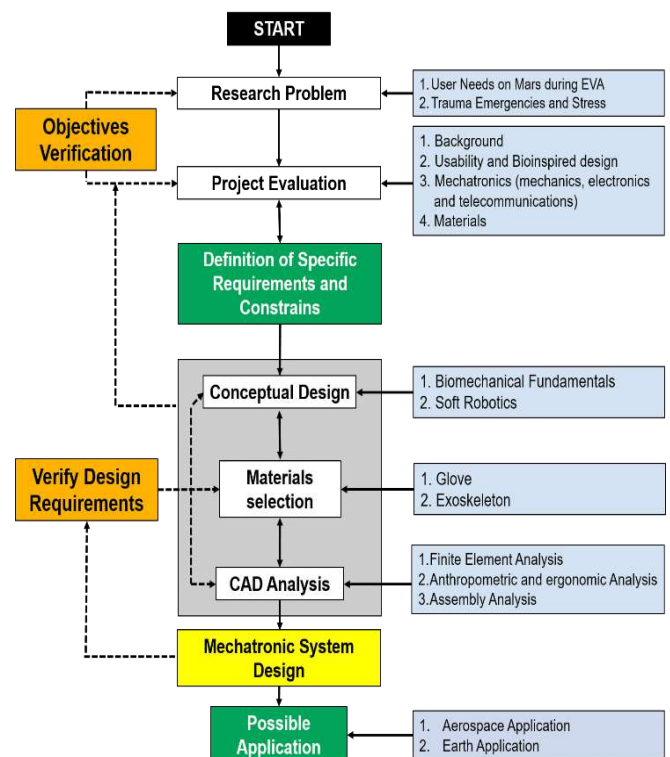 START
Research Problem
1. User Needs on Mars during EVA
2. Trauma Emergencies and Stress
Objectives
Verification
Project Evaluation
1. Background
2. Usability and Bioinspired design
3. Mechatronics (mechanics, electronics
and telecommunications)
4. Materials
Definition of Specific
Requirements and
Constrains
Conceptual Design
1. Biomechanical Fundamentals
2. Soft Robotics
Verify Design
Requirements
Materials
selection
1. Glove
2. Exoskeleton
CAD Analysis
1.Finite Element Analysis
2.Anthropometric and ergonomic Analysis
3.Assembly Analysis
Mechatronic System
Design
Possible
Application
1. Aerospace Application
2. Earth Application